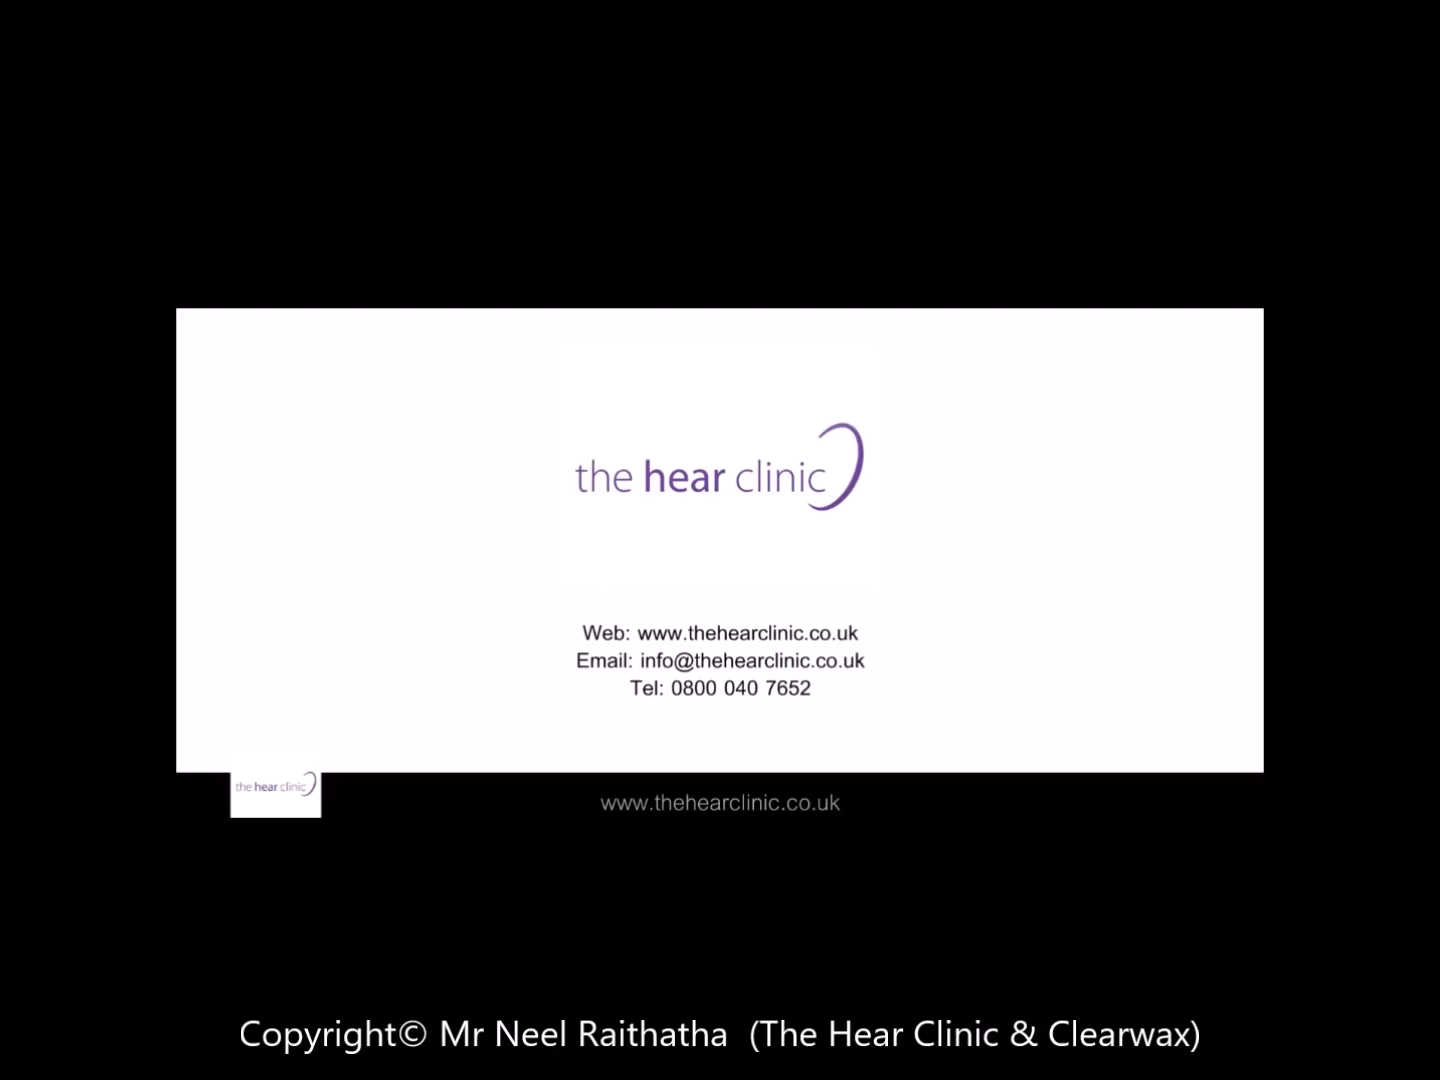 the hear clinic
Web: www.thehearclinic.co.uk
Email: info@thehearclinic.co.uk
Tel: 0800 040 7652
the hear clinic
www.thehearclinic.co.uk
Copyright© Mr Neel Raithatha (The Hear Clinic & Clearwax)